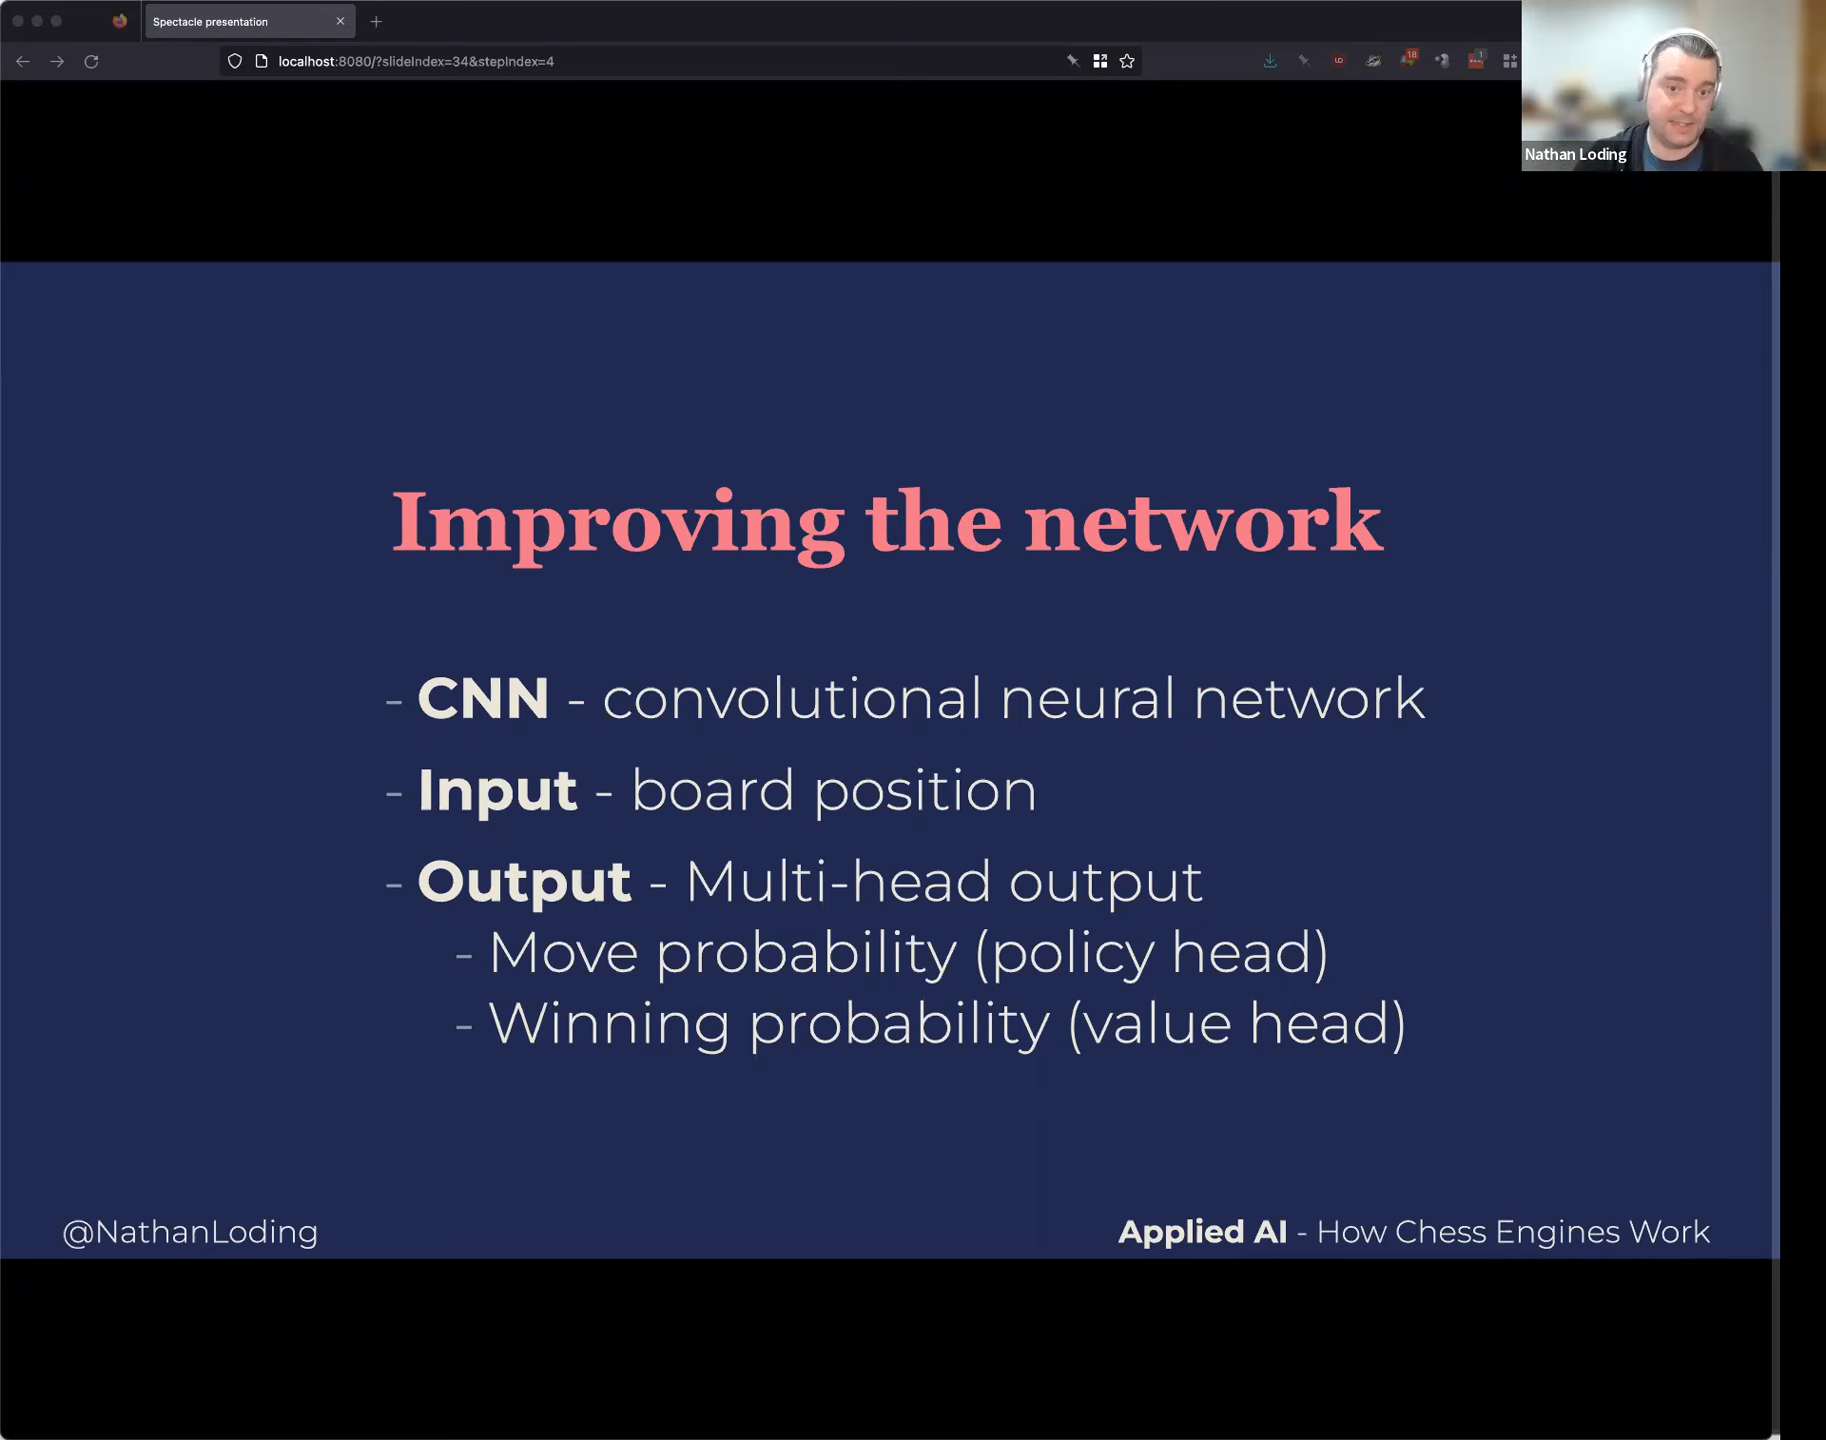 Spectacle presentation
localhost:8080/?slideIndex=34&stepIndex=4
18
1
Nathan Loding
Improving the network
- CNN - convolutional neural network
- Input - board position
- Output - Multi-head output
- Move probability (policy head)
- Winning probability (value head)
@NathanLoding
Applied AI - How Chess Engines Work